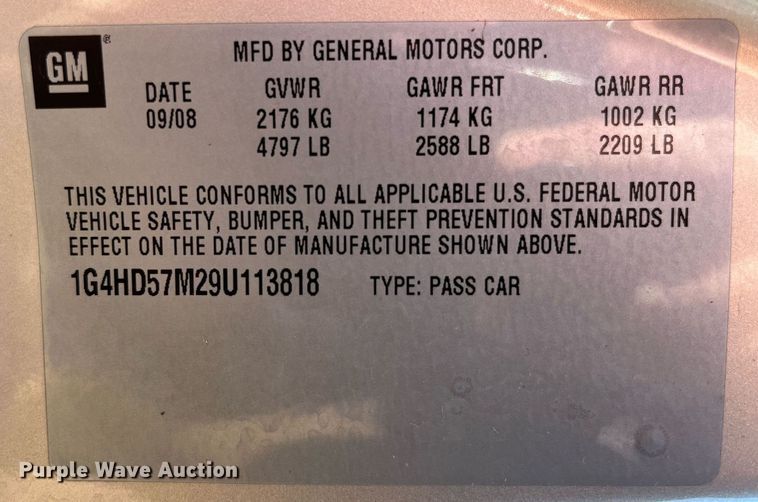 GM ®
MFD BY GENERAL MOTORS CORP.
DATE GVWR GAWR FRT GAWR RR
09/08 2176 KG 1174 KG 1002 KG
4797 LB 2588 LB 2209 LB
THIS VEHICLE CONFORMS TO ALL APPLICABLE U.S. FEDERAL MOTOR
VEHICLE SAFETY, BUMPER, AND THEFT PREVENTION STANDARDS IN
EFFECT ON THE DATE OF MANUFACTURE SHOWN ABOVE.
1G4HD57M29U113818 TYPE: PASS CAR
Purple Wave Auction